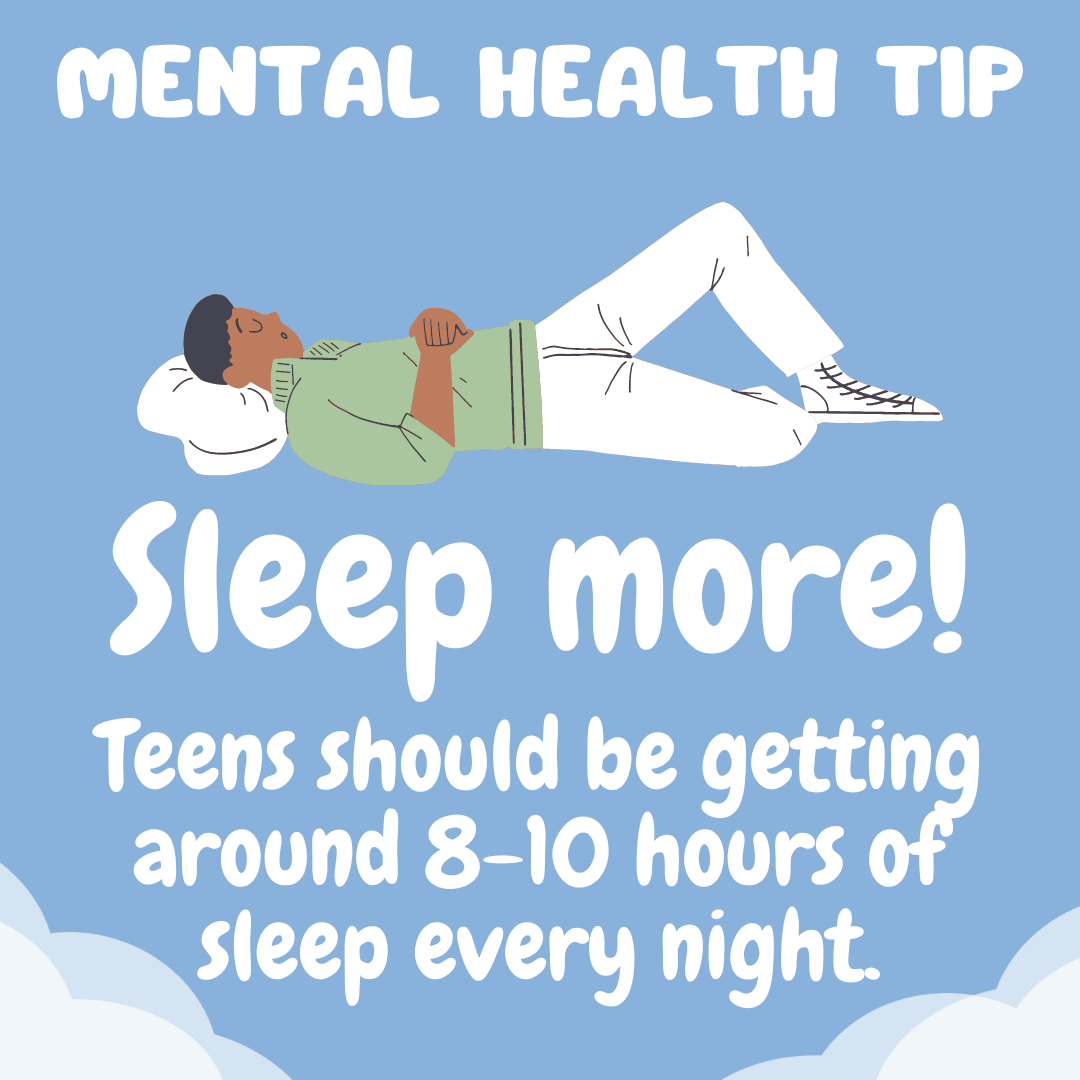 MENTAL HEALTH TIP
Sleep more!
Teens should be getting
around 8-10 hours of
sleep every night.